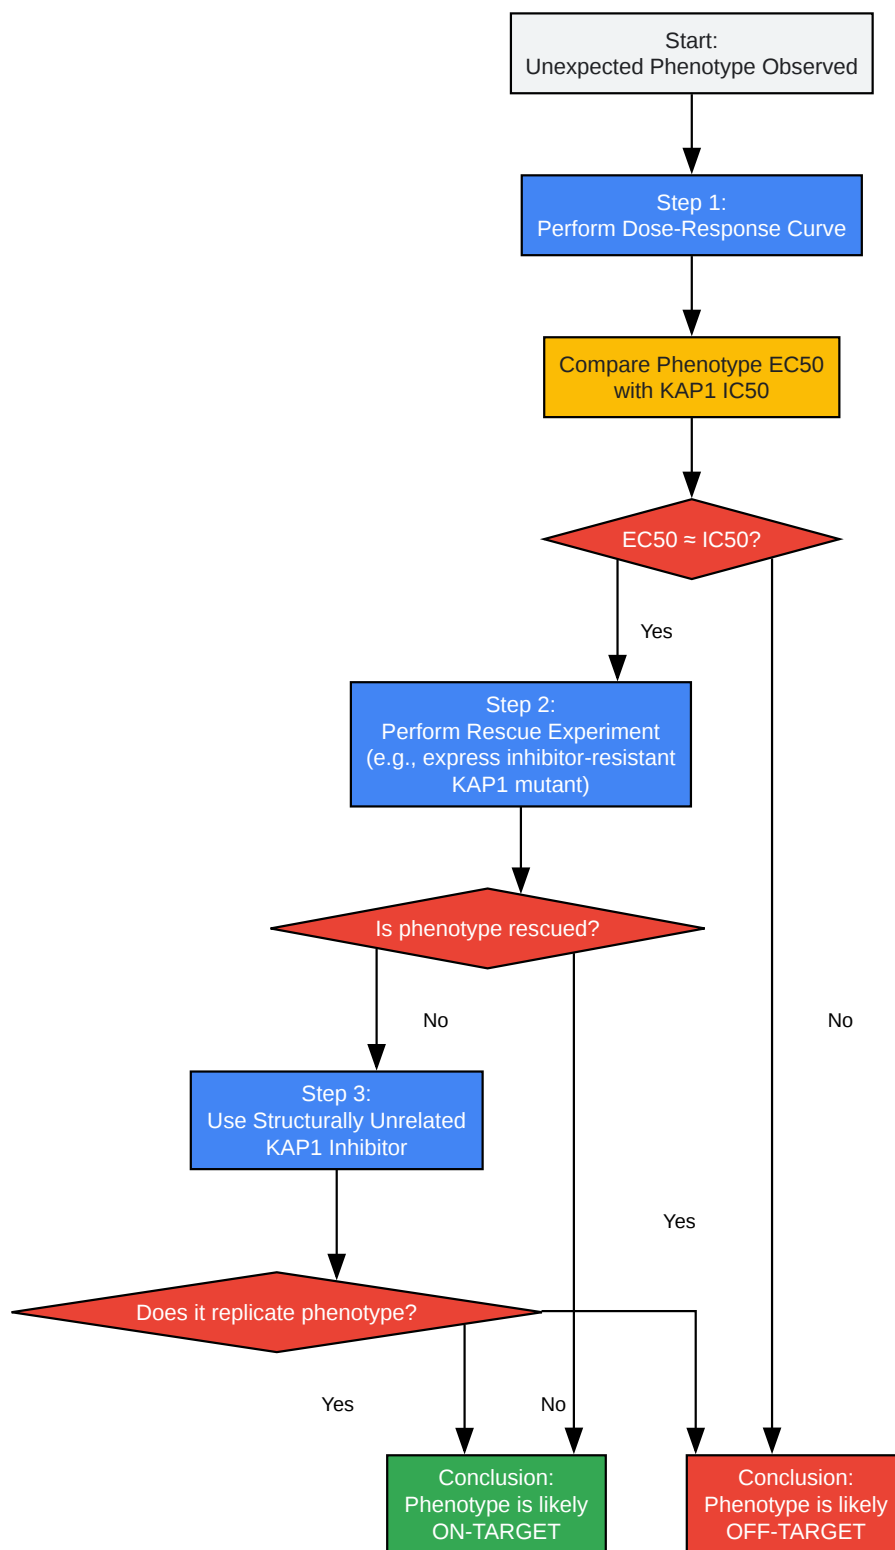 Start:
Unexpected Phenotype Observed
Step 1:
Perform Dose-Response Curve
Compare Phenotype EC50
with KAP1 IC50
EC50 ≈ IC50?
Yes
Step 2:
Perform Rescue Experiment
(e.g., express inhibitor-resistant
KAP1 mutant)
Is phenotype rescued?
No
No
Step 3:
Use Structurally Unrelated
KAP1 Inhibitor
Yes
Does it replicate phenotype?
Yes
No
Conclusion:
Phenotype is likely
ON-TARGET
Conclusion:
Phenotype is likely
OFF-TARGET